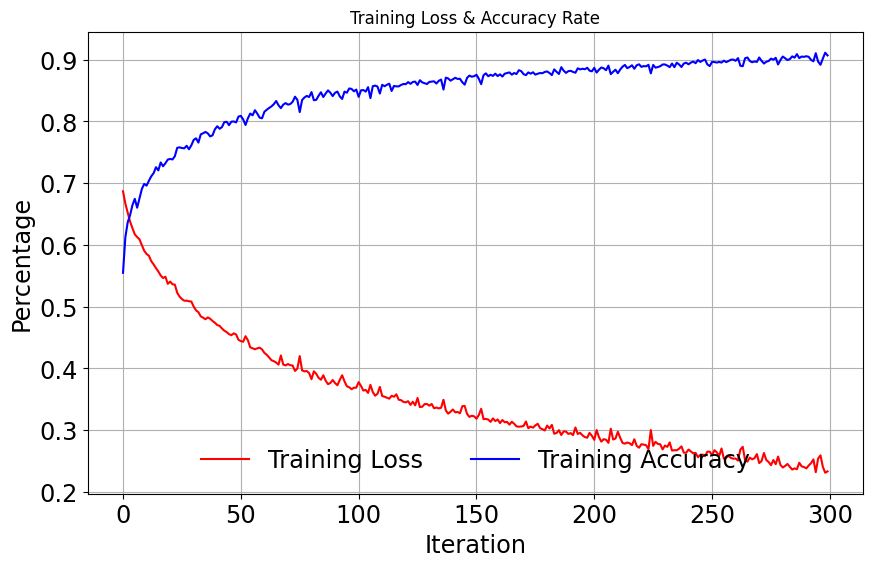 Training Loss & Accuracy Rate
Percentage
0.9
0.8
0.7
0.6
0.5
0.4
0.3
0.2
Training Loss
Training Accuracy
0 50 100 150 200 250 300
Iteration